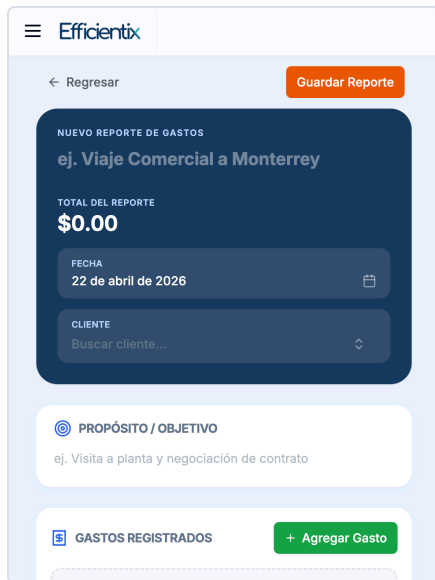 Efficientix
← Regresar
Guardar Reporte
NUEVO REPORTE DE GASTOS
ej. Viaje Comercial a Monterrey
TOTAL DEL REPORTE
$0.00
FECHA
22 de abril de 2026
CLIENTE
Buscar cliente...
PROPÓSITO / OBJETIVO
ej. Visita a planta y negociación de contrato
GASTOS REGISTRADOS
+ Agregar Gasto